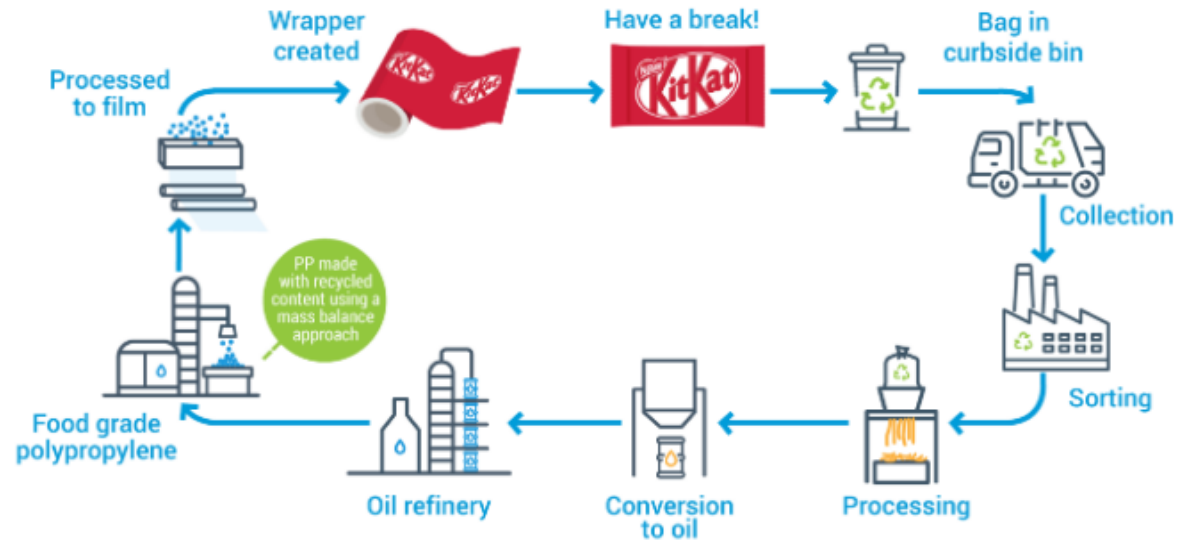 Wrapper
created
Have a break!
Bag in
curbside bin
Processed
to film
KitKat
KitKat
Nestlé
KitKat
Collection
PP made
with recycled
content using a
mass balance
approach
Sorting
Food grade
polypropylene
Oil refinery
Conversion
to oil
Processing